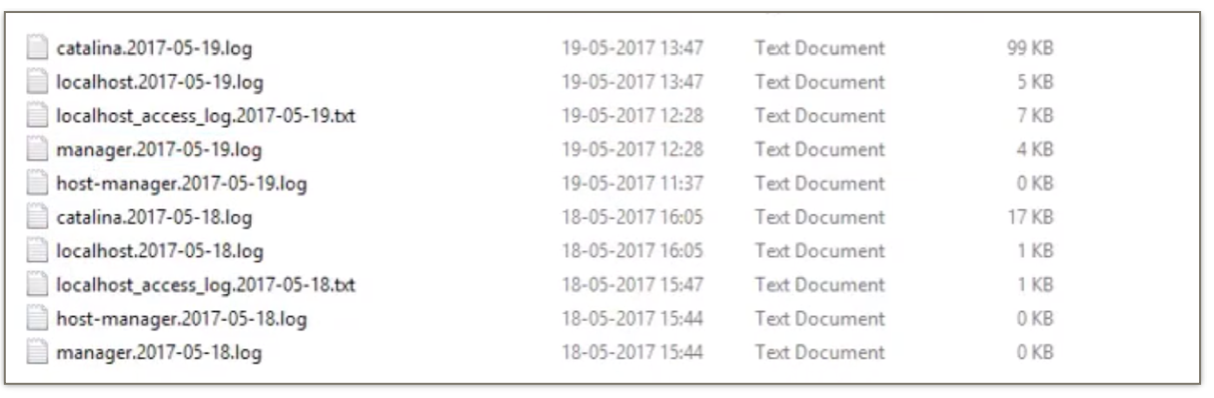 catalina.2017-05-19.log 19-05-2017 13:47 Text Document 99 KB
localhost.2017-05-19.log 19-05-2017 13:47 Text Document 5 KB
localhost_access_log.2017-05-19.txt 19-05-2017 12:28 Text Document 7 KB
manager.2017-05-19.log 19-05-2017 12:28 Text Document 4 KB
host-manager.2017-05-19.log 19-05-2017 11:37 Text Document 0 KB
catalina.2017-05-18.log 18-05-2017 16:05 Text Document 17 KB
localhost.2017-05-18.log 18-05-2017 16:05 Text Document 1 KB
localhost_access_log.2017-05-18.txt 18-05-2017 15:47 Text Document 1 KB
host-manager.2017-05-18.log 18-05-2017 15:44 Text Document 0 KB
manager.2017-05-18.log 18-05-2017 15:44 Text Document 0 KB